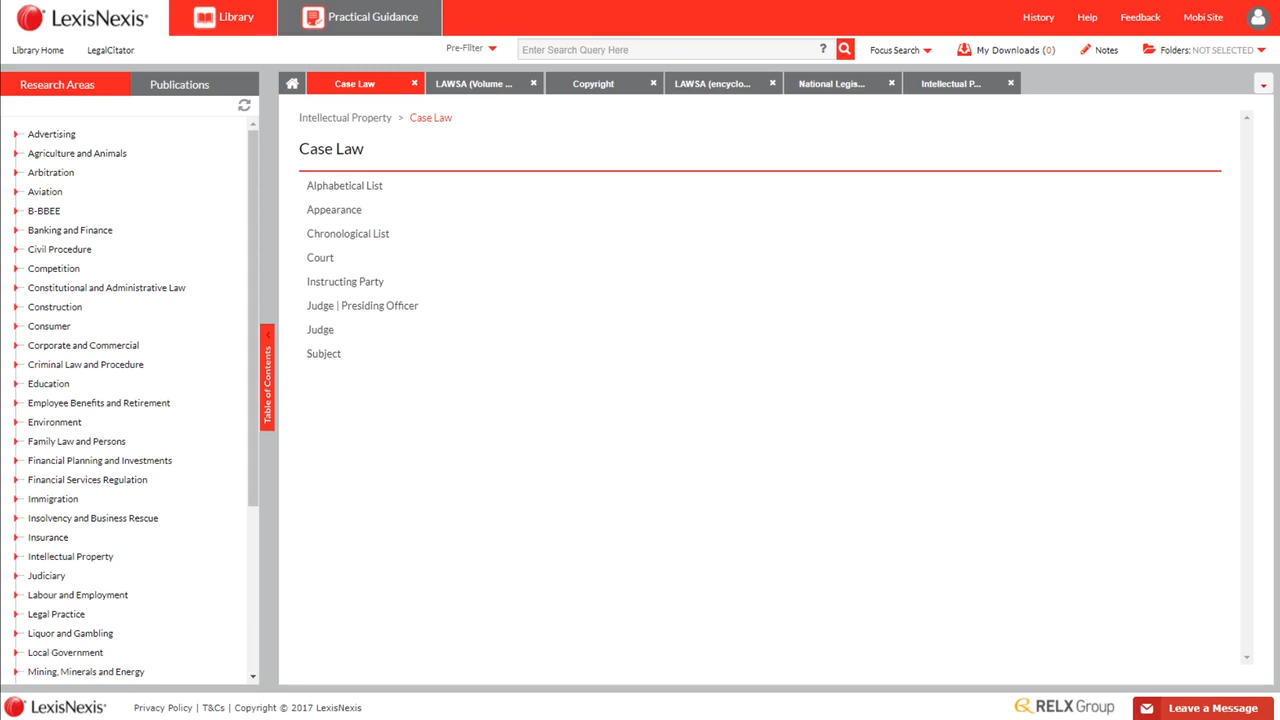 LexisNexis®
Library
Practical Guidance
History
Help
Feedback
Mobi Site
Library Home
LegalCitator
Pre-Filter
Enter Search Query Here
?
Focus Search
My Downloads (0)
Notes
Folders: NOT SELECTED
Research Areas
Publications
Case Law
LAWSA (Volume ...
Copyright
LAWSA (encyclo...
National Legis...
Intellectual P...
Advertising
Agriculture and Animals
Arbitration
Aviation
B-BBEE
Banking and Finance
Civil Procedure
Competition
Constitutional and Administrative Law
Construction
Consumer
Corporate and Commercial
Criminal Law and Procedure
Education
Employee Benefits and Retirement
Environment
Family Law and Persons
Financial Planning and Investments
Financial Services Regulation
Immigration
Insolvency and Business Rescue
Insurance
Intellectual Property
Judiciary
Labour and Employment
Legal Practice
Liquor and Gambling
Local Government
Mining, Minerals and Energy
Table of Contents
Intellectual Property > Case Law
Case Law
Alphabetical List
Appearance
Chronological List
Court
Instructing Party
Judge | Presiding Officer
Judge
Subject
LexisNexis®
Privacy Policy | T&Cs | Copyright © 2017 LexisNexis
RELX Group
Leave a Message